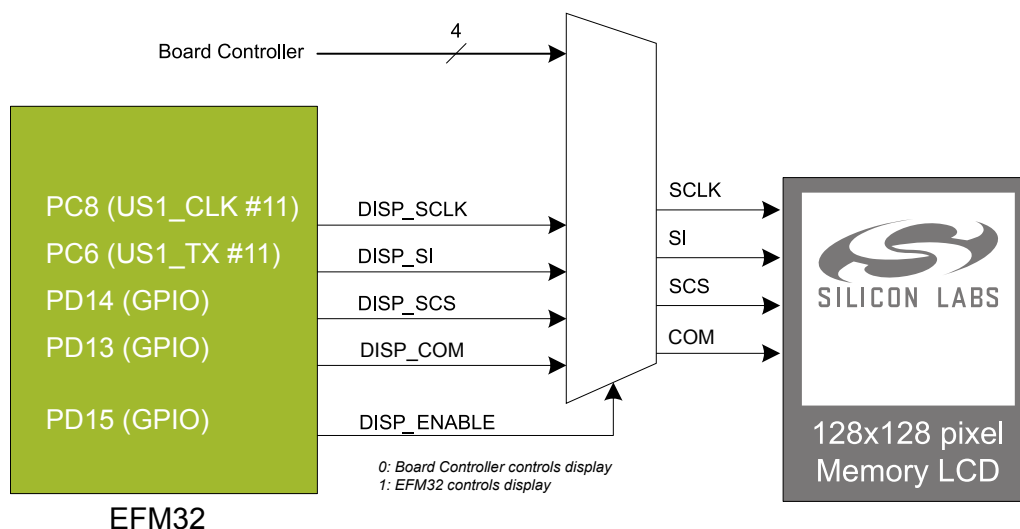 4
Board Controller
PC8 (US1_CLK #11)
DISP_SCLK
SCLK
PC6 (US1_TX #11)
DISP_SI
SI
PD14 (GPIO)
DISP_SCS
SCS
PD13 (GPIO)
DISP_COM
COM
PD15 (GPIO)
DISP_ENABLE
0: Board Controller controls display
1: EFM32 controls display
SILICON LABS
128x128 pixel
Memory LCD
EFM32